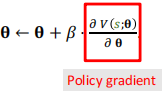 θ ← θ + β · ∂ V(s;θ) / ∂ θ
Policy gradient